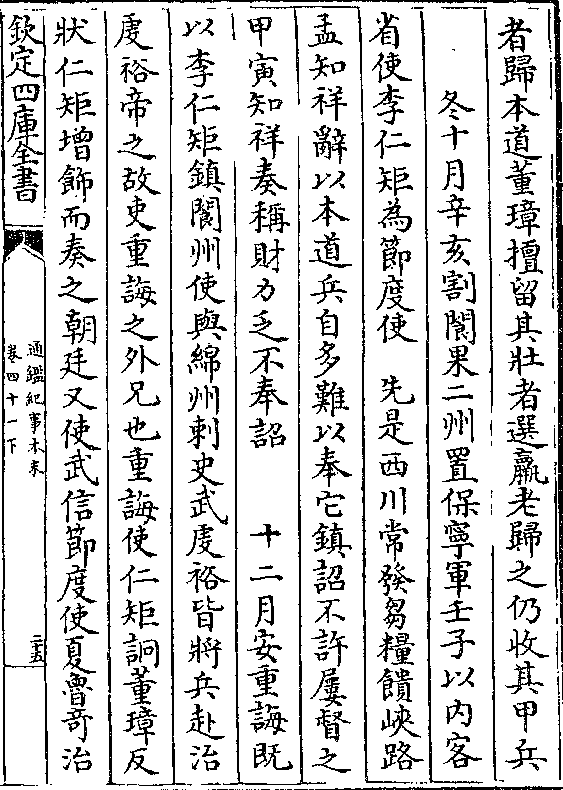 者歸本道董璋擅留其壯者選羸老歸之仍收其甲兵
冬十月辛亥割閬果二州置保寧軍壬子以内客
省使李仁矩為節度使　先是西川常發芻糧饋峽路
孟知祥辭以本道兵自多難以奉它鎮詔不許屢督之
甲寅知祥奏稱財力乏不奉詔　十二月安重誨既
以李仁矩鎮閬州使與綿州刺史武虔裕皆將兵赴治
虔裕帝之故吏重誨之外兄也重誨使仁矩詗董璋反
狀仁矩增飾而奏之朝廷又使武信節度使夏魯奇治
欽定四庫全書
通鑑紀事本末
卷四十一下
二十五